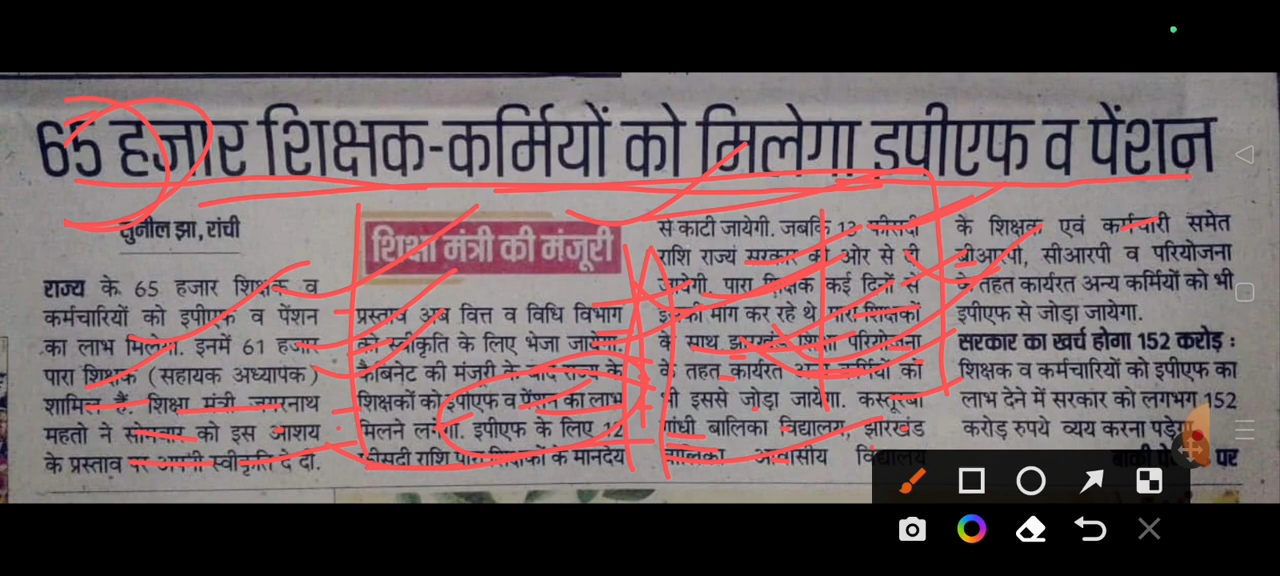 65 हजार शिक्षक-कर्मियों को मिलेगा इपीएफ व पेंशन
सुनील झा, रांची
राज्य के 65 हजार शिक्षक व
कर्मचारियों को इपीएफ व पेंशन
का लाभ मिलेगा. इनमें 61 हजार
पारा शिक्षक (सहायक अध्यापक)
शामिल हैं. शिक्षा मंत्री जगरनाथ
महतो ने सोमवार को इस आशय
के प्रस्ताव पर अपनी स्वीकृति दे दी.
शिक्षा मंत्री की मंजूरी
प्रस्ताव अब वित्त व विधि विभाग
को स्वीकृति के लिए भेजा जायेगा.
कैबिनेट की मंजूरी के बाद राज्य के
शिक्षकों को इपीएफ व पेंशन का लाभ
मिलने लगेगा. इपीएफ के लिए 12
फीसदी राशि पारा शिक्षकों के मानदेय
से काटी जायेगी. जबकि 13 फीसदी
राशि राज्य सरकार की ओर से दी
जायेगी. पारा शिक्षक कई दिनों से
इसकी मांग कर रहे थे पारा शिक्षकों
के साथ झारखंड शिक्षा परियोजना
के तहत कार्यरत अन्य कर्मियों को
भी इससे जोड़ा जायेगा. कस्तूरबा
गांधी बालिका विद्यालय, झारखंड
बालिका आवासीय विद्यालय
के शिक्षक एवं कर्मचारी समेत
बीआरपी, सीआरपी व परियोजना
के तहत कार्यरत अन्य कर्मियों को भी
इपीएफ से जोड़ा जायेगा.
सरकार का खर्च होगा 152 करोड़ :
शिक्षक व कर्मचारियों को इपीएफ का
लाभ देने में सरकार को लगभग 152
करोड़ रुपये व्यय करना पड़ेगा
बाकी पर